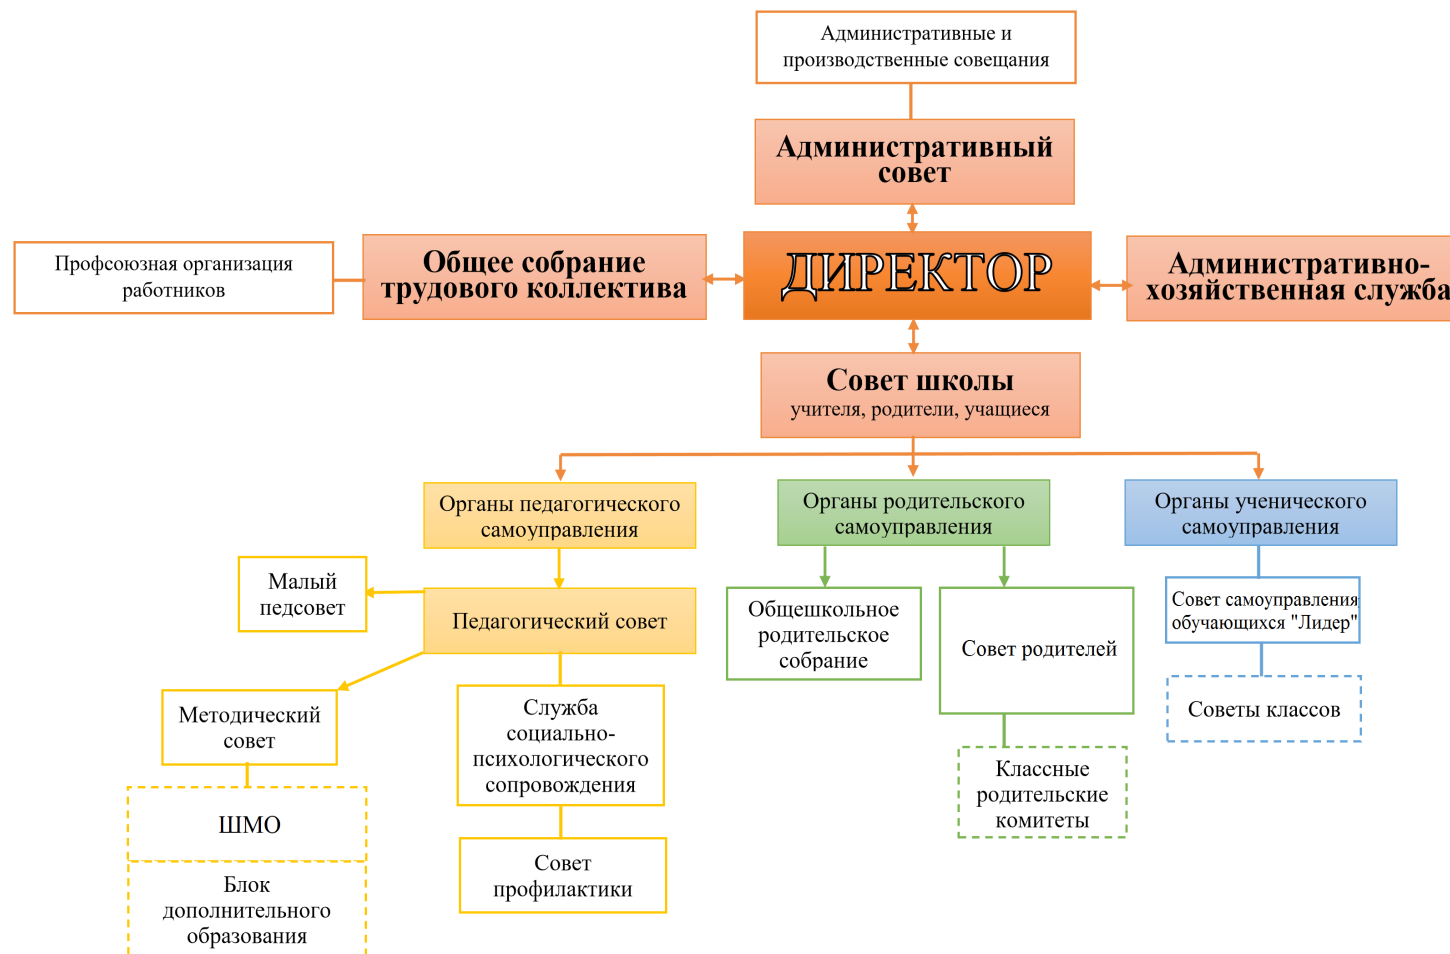 Административные и
производственные совещания
Административный
совет
Профсоюзная организация
работников
Общее собрание
трудового коллектива
ДИРЕКТОР
Административно-
хозяйственная служба
Совет школы
учителя, родители, учащиеся
Органы педагогического
самоуправления
Органы родительского
самоуправления
Органы ученического
самоуправления
Малый
педсовет
Педагогический совет
Общешкольное
родительское
собрание
Совет родителей
Совет самоуправления
обучающихся "Лидер"
Методический
совет
Служба
социально-
психологического
сопровождения
Советы классов
Классные
родительские
комитеты
ШМО
Совет
профилактики
Блок
дополнительного
образования